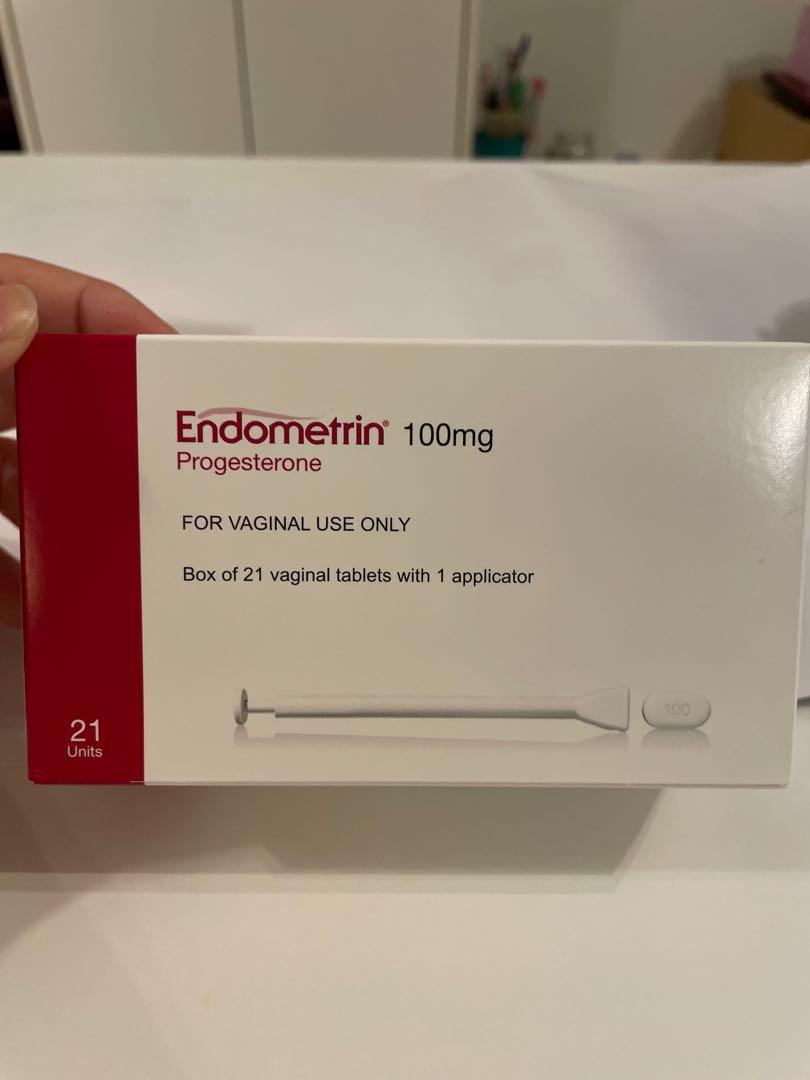 Endometrin® 100mg
Progesterone
FOR VAGINAL USE ONLY
Box of 21 vaginal tablets with 1 applicator
100
21
Units